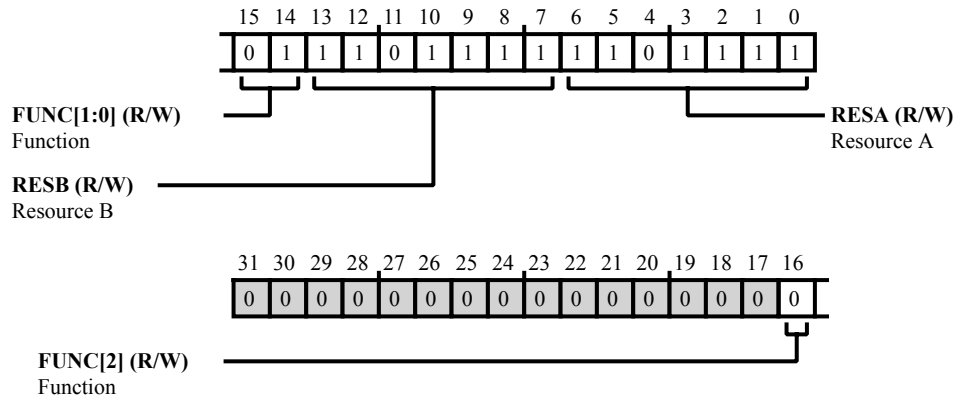 15 14 13 12 11 10 9 8 7 6 5 4 3 2 1 0
0 1 1 1 0 1 1 1 1 1 1 0 1 1 1 1
FUNC[1:0] (R/W)
Function
RESA (R/W)
Resource A
RESB (R/W)
Resource B
31 30 29 28 27 26 25 24 23 22 21 20 19 18 17 16
0 0 0 0 0 0 0 0 0 0 0 0 0 0 0 0
FUNC[2] (R/W)
Function